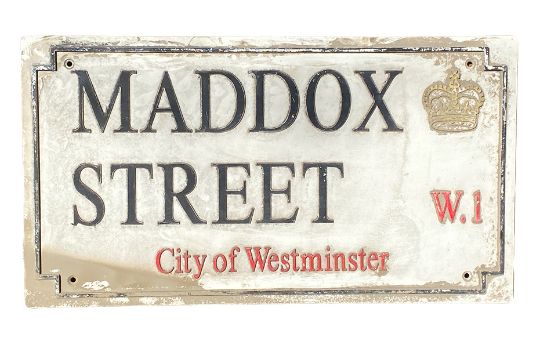 MADDOX
STREET
W.1
City of Westminster